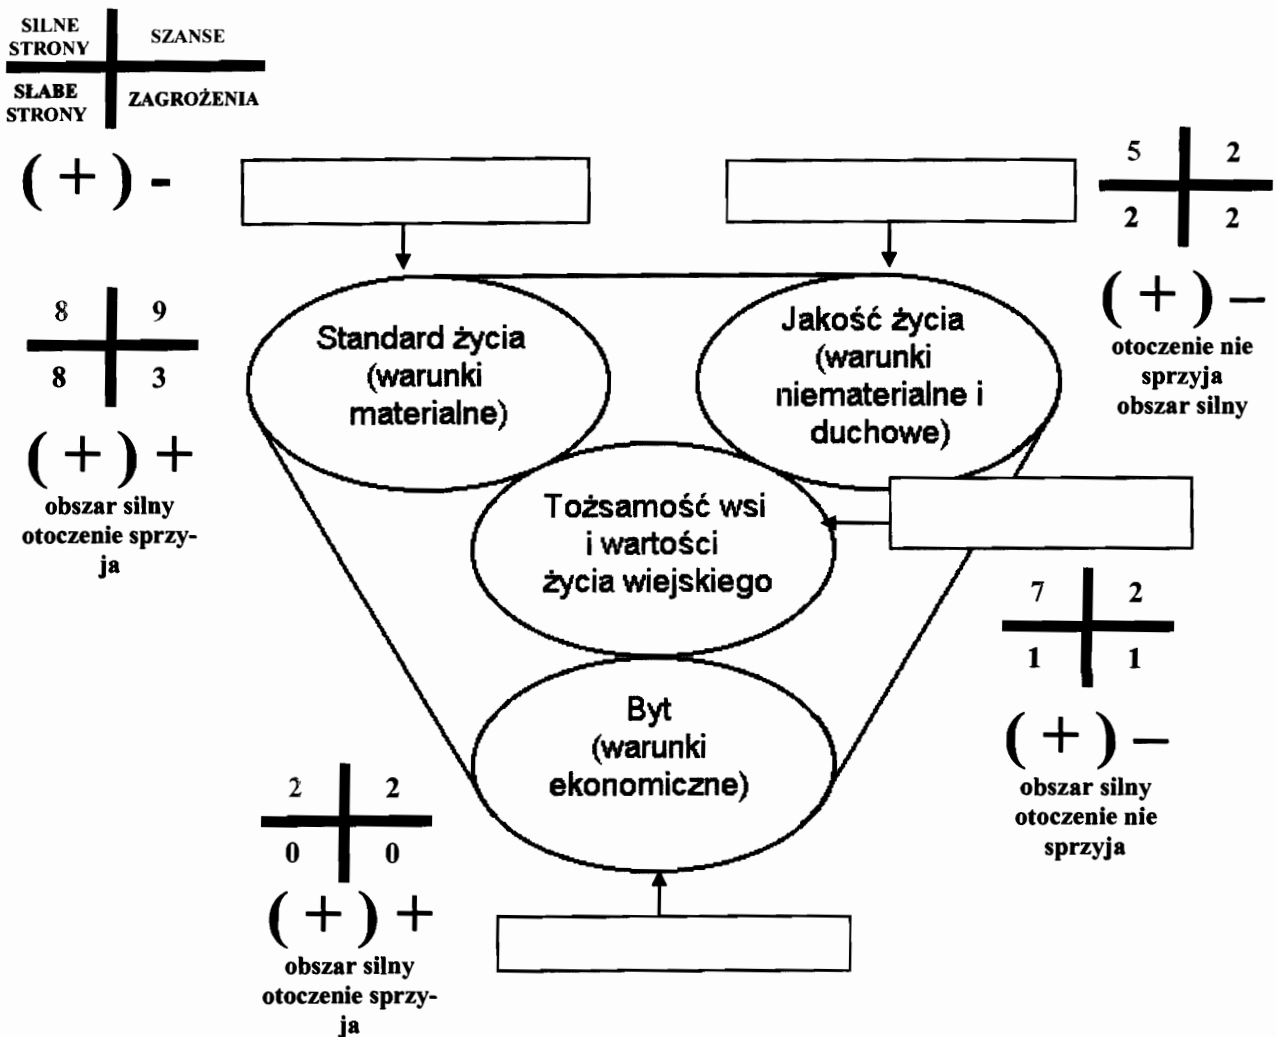 SILNE
STRONY
SZANSE
SŁABE
STRONY
ZAGROŻENIA
( + ) -
5 2
2 2
( + ) –
otoczenie nie
sprzyja
obszar silny
8 9
8 3
( + ) +
obszar silny
otoczenie sprzy-
ja
Standard życia
(warunki
materialne)
Jakość życia
(warunki
niematerialne i
duchowe)
Tożsamość wsi
i wartości
życia wiejskiego
7 2
1 1
( + ) –
obszar silny
otoczenie nie
sprzyja
Byt
(warunki
ekonomiczne)
2 2
0 0
( + ) +
obszar silny
otoczenie sprzy-
ja